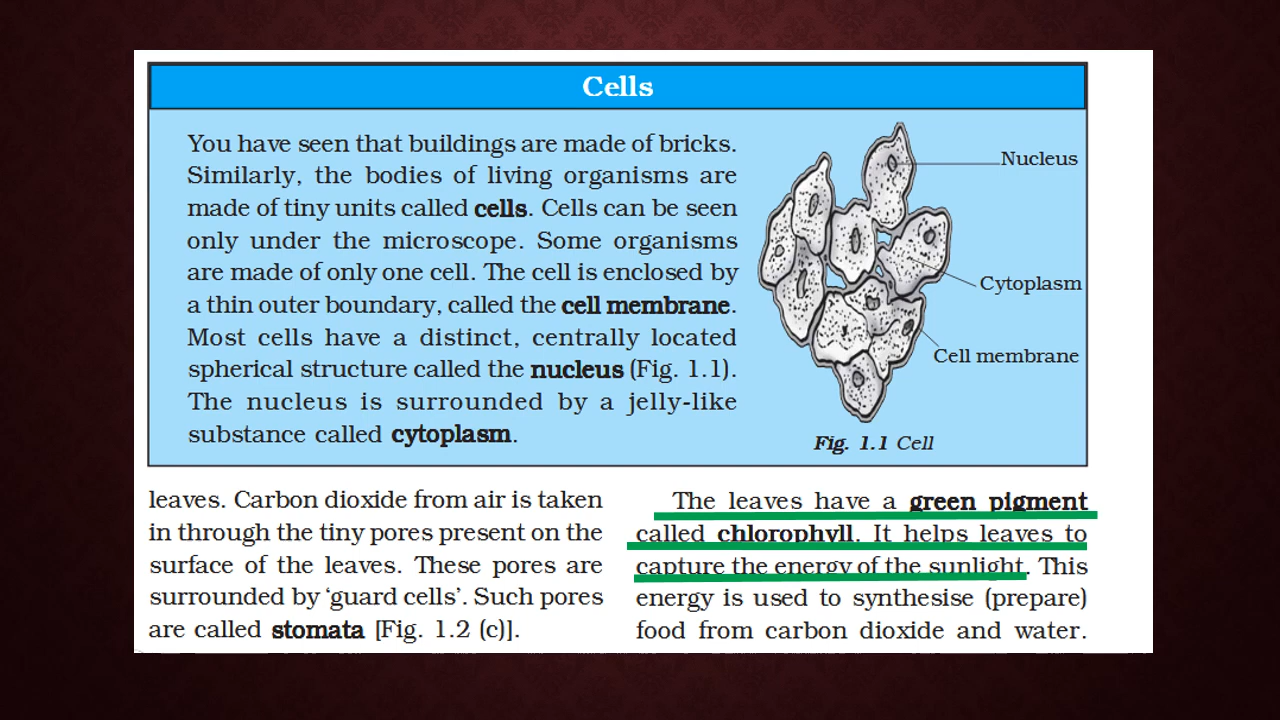 Cells
You have seen that buildings are made of bricks.
Similarly, the bodies of living organisms are
made of tiny units called cells. Cells can be seen
only under the microscope. Some organisms
are made of only one cell. The cell is enclosed by
a thin outer boundary, called the cell membrane.
Most cells have a distinct, centrally located
spherical structure called the nucleus (Fig. 1.1).
The nucleus is surrounded by a jelly-like
substance called cytoplasm.
Nucleus
Cytoplasm
Cell membrane
Fig. 1.1 Cell
leaves. Carbon dioxide from air is taken
in through the tiny pores present on the
surface of the leaves. These pores are
surrounded by ‘guard cells’. Such pores
are called stomata [Fig. 1.2 (c)].
The leaves have a green pigment
called chlorophyll. It helps leaves to
capture the energy of the sunlight. This
energy is used to synthesise (prepare)
food from carbon dioxide and water.